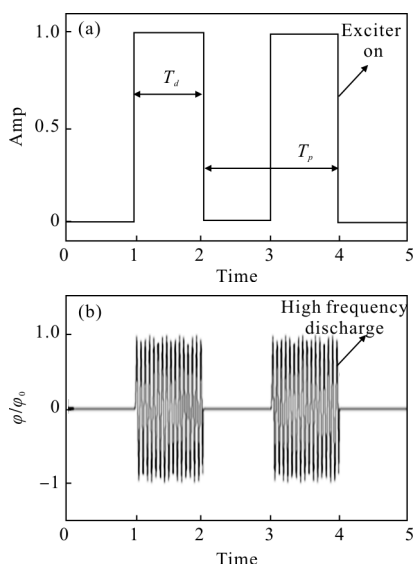 (a)
Exciter
on
T_d
T_p
Amp
1.0
0.5
0
0 1 2 3 4 5
Time
(b)
High frequency
discharge
φ/φ₀
1.0
0
−1
0 1 2 3 4 5
Time